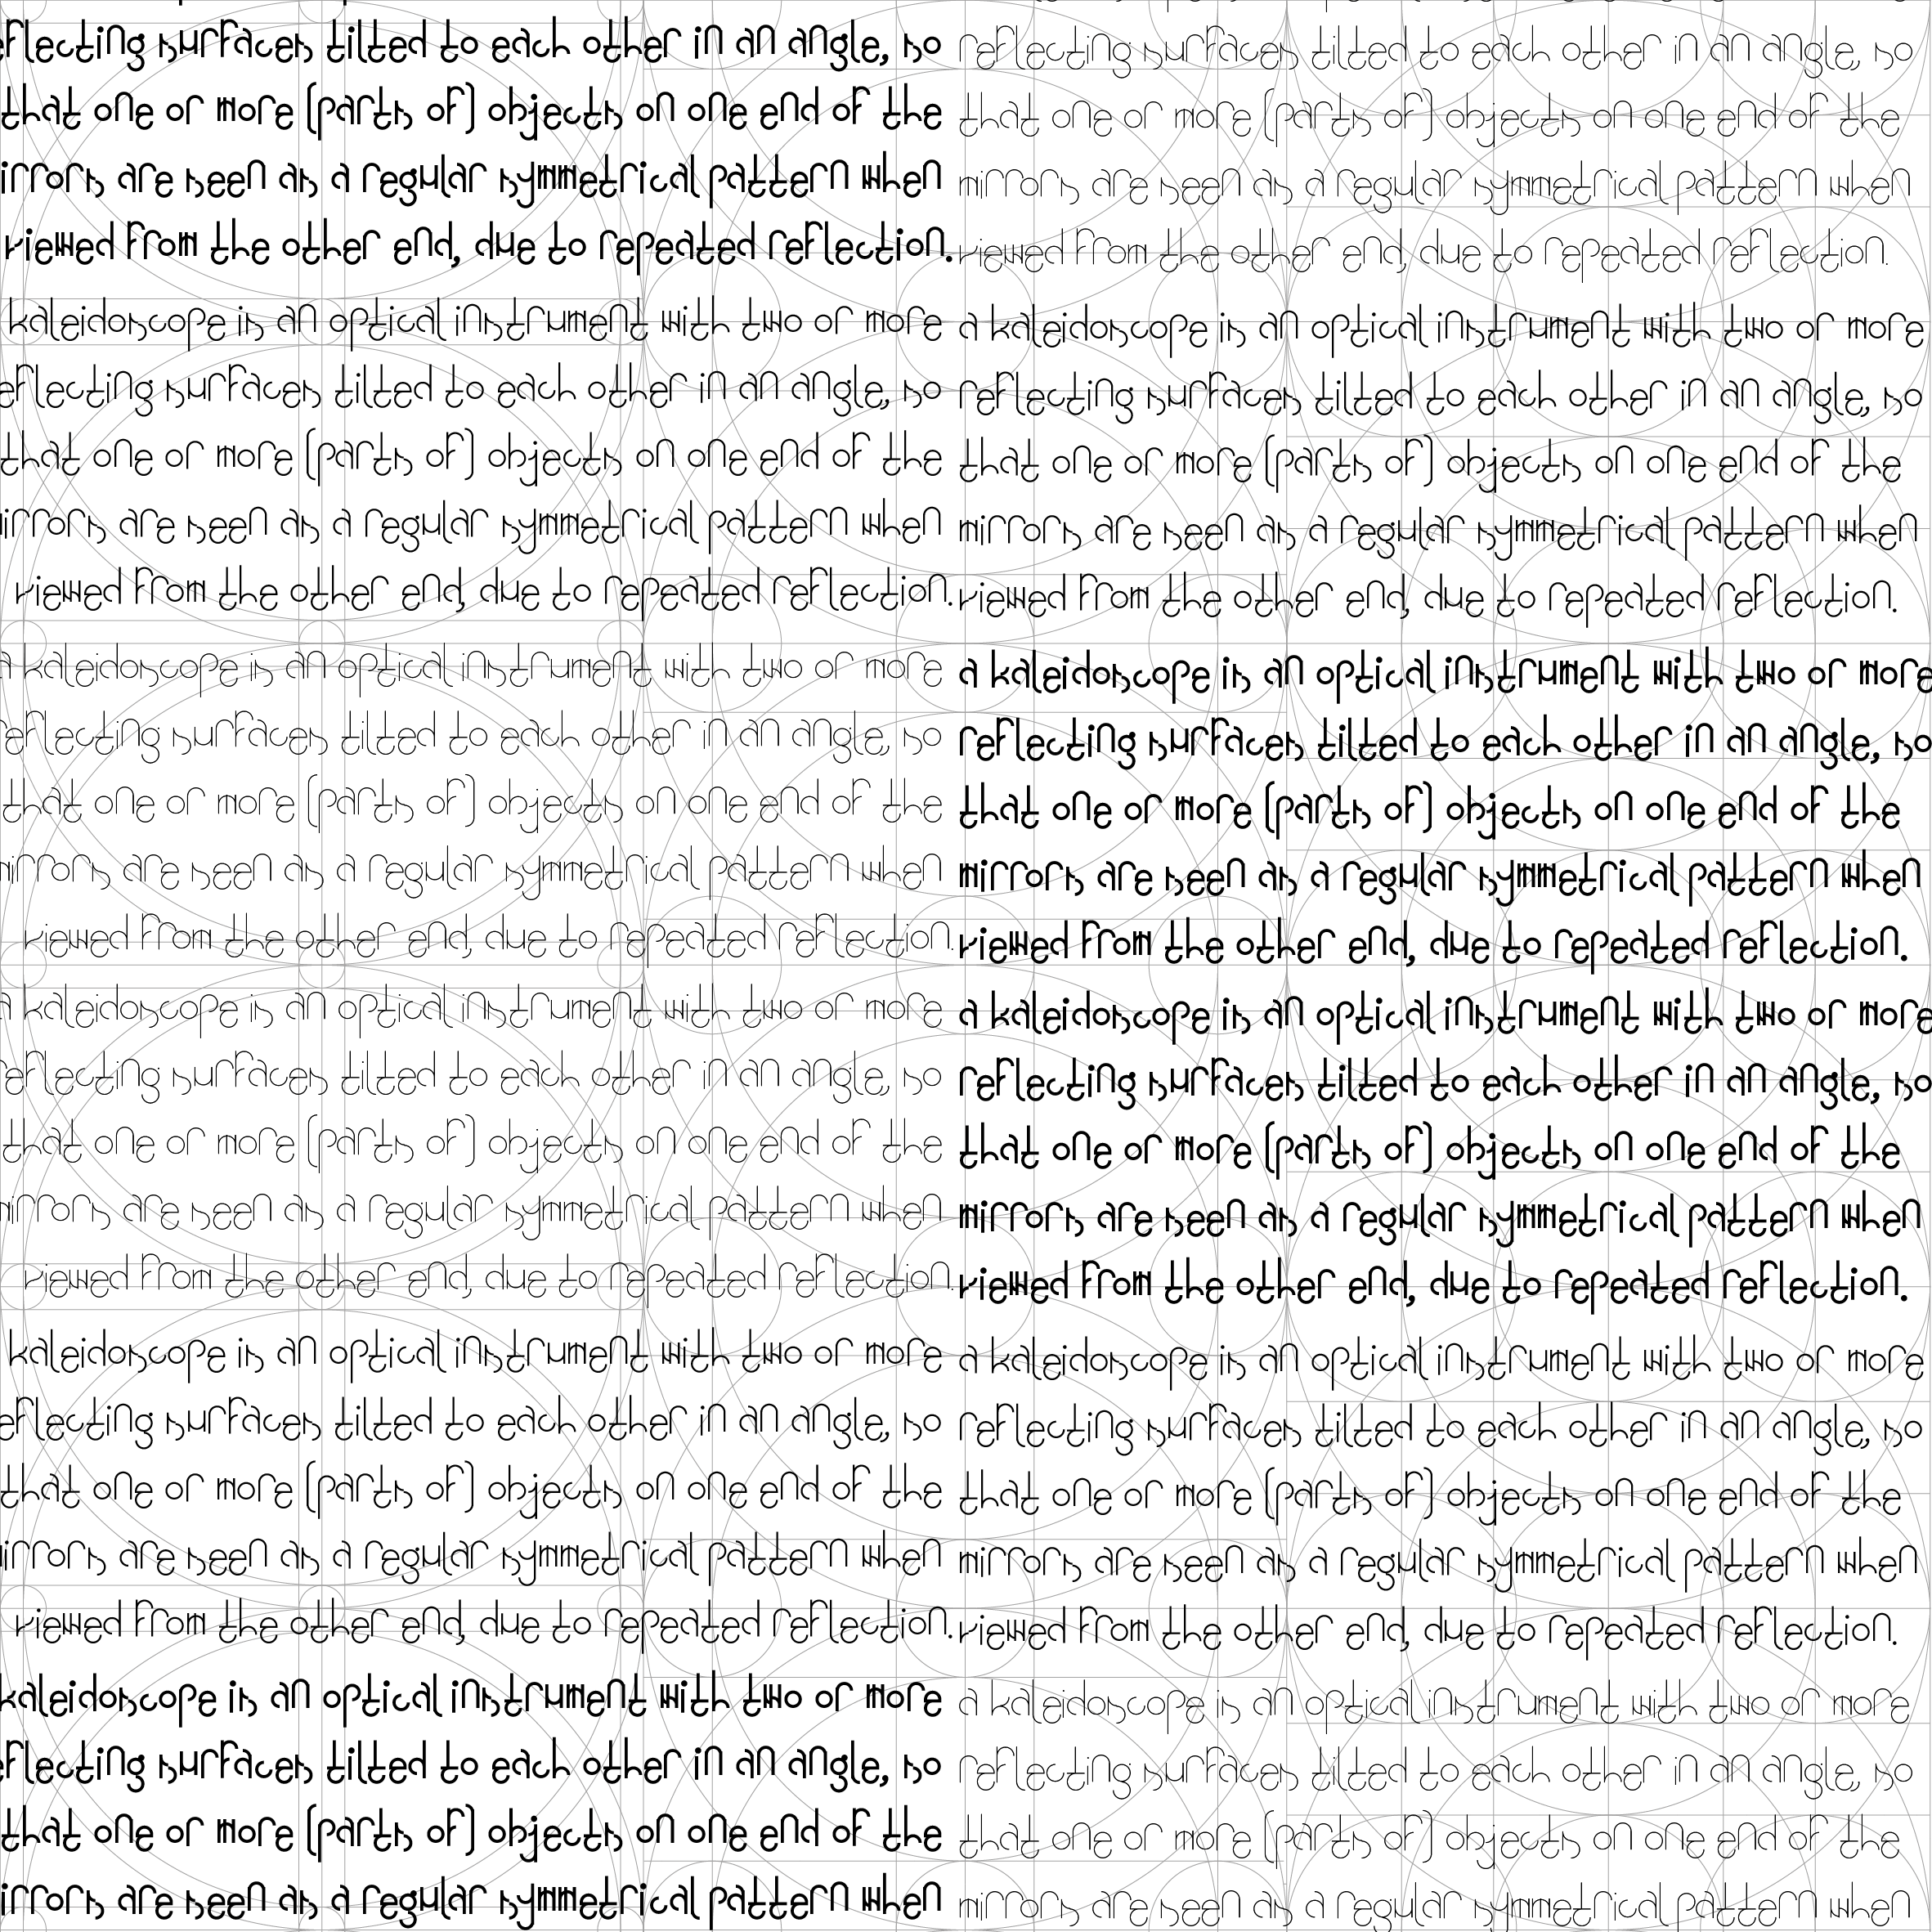 eflecting surfaces tilted to each other in an angle, so
that one or more (parts of) objects on one end of the
irrors are seen as a regular symmetrical pattern when
viewed from the other end, due to repeated reflection.
kaleidoscope is an optical instrument with two or more
eflecting surfaces tilted to each other in an angle, so
that one or more (parts of) objects on one end of the
irrors are seen as a regular symmetrical pattern when
viewed from the other end, due to repeated reflection.
a kaleidoscope is an optical instrument with two or more
reflecting surfaces tilted to each other in an angle, so
that one or more (parts of) objects on one end of the
mirrors are seen as a regular symmetrical pattern when
viewed from the other end, due to repeated reflection.
a kaleidoscope is an optical instrument with two or more
reflecting surfaces tilted to each other in an angle, so
that one or more (parts of) objects on one end of the
mirrors are seen as a regular symmetrical pattern when
viewed from the other end, due to repeated reflection.
kaleidoscope is an optical instrument with two or more
eflecting surfaces tilted to each other in an angle, so
that one or more (parts of) objects on one end of the
irrors are seen as a regular symmetrical pattern when
viewed from the other end, due to repeated reflection.
kaleidoscope is an optical instrument with two or more
eflecting surfaces tilted to each other in an angle, so
that one or more (parts of) objects on one end of the
irrors are seen as a regular symmetrical pattern when
reflecting surfaces tilted to each other in an angle, so
that one or more (parts of) objects on one end of the
mirrors are seen as a regular symmetrical pattern when
viewed from the other end, due to repeated reflection.
a kaleidoscope is an optical instrument with two or more
reflecting surfaces tilted to each other in an angle, so
that one or more (parts of) objects on one end of the
mirrors are seen as a regular symmetrical pattern when
viewed from the other end, due to repeated reflection.
a kaleidoscope is an optical instrument with two or more
reflecting surfaces tilted to each other in an angle, so
that one or more (parts of) objects on one end of the
mirrors are seen as a regular symmetrical pattern when
viewed from the other end, due to repeated reflection.
a kaleidoscope is an optical instrument with two or more
reflecting surfaces tilted to each other in an angle, so
that one or more (parts of) objects on one end of the
mirrors are seen as a regular symmetrical pattern when
viewed from the other end, due to repeated reflection.
a kaleidoscope is an optical instrument with two or more
reflecting surfaces tilted to each other in an angle, so
that one or more (parts of) objects on one end of the
mirrors are seen as a regular symmetrical pattern when
viewed from the other end, due to repeated reflection.
a kaleidoscope is an optical instrument with two or more
reflecting surfaces tilted to each other in an angle, so
that one or more (parts of) objects on one end of the
mirrors are seen as a regular symmetrical pattern when